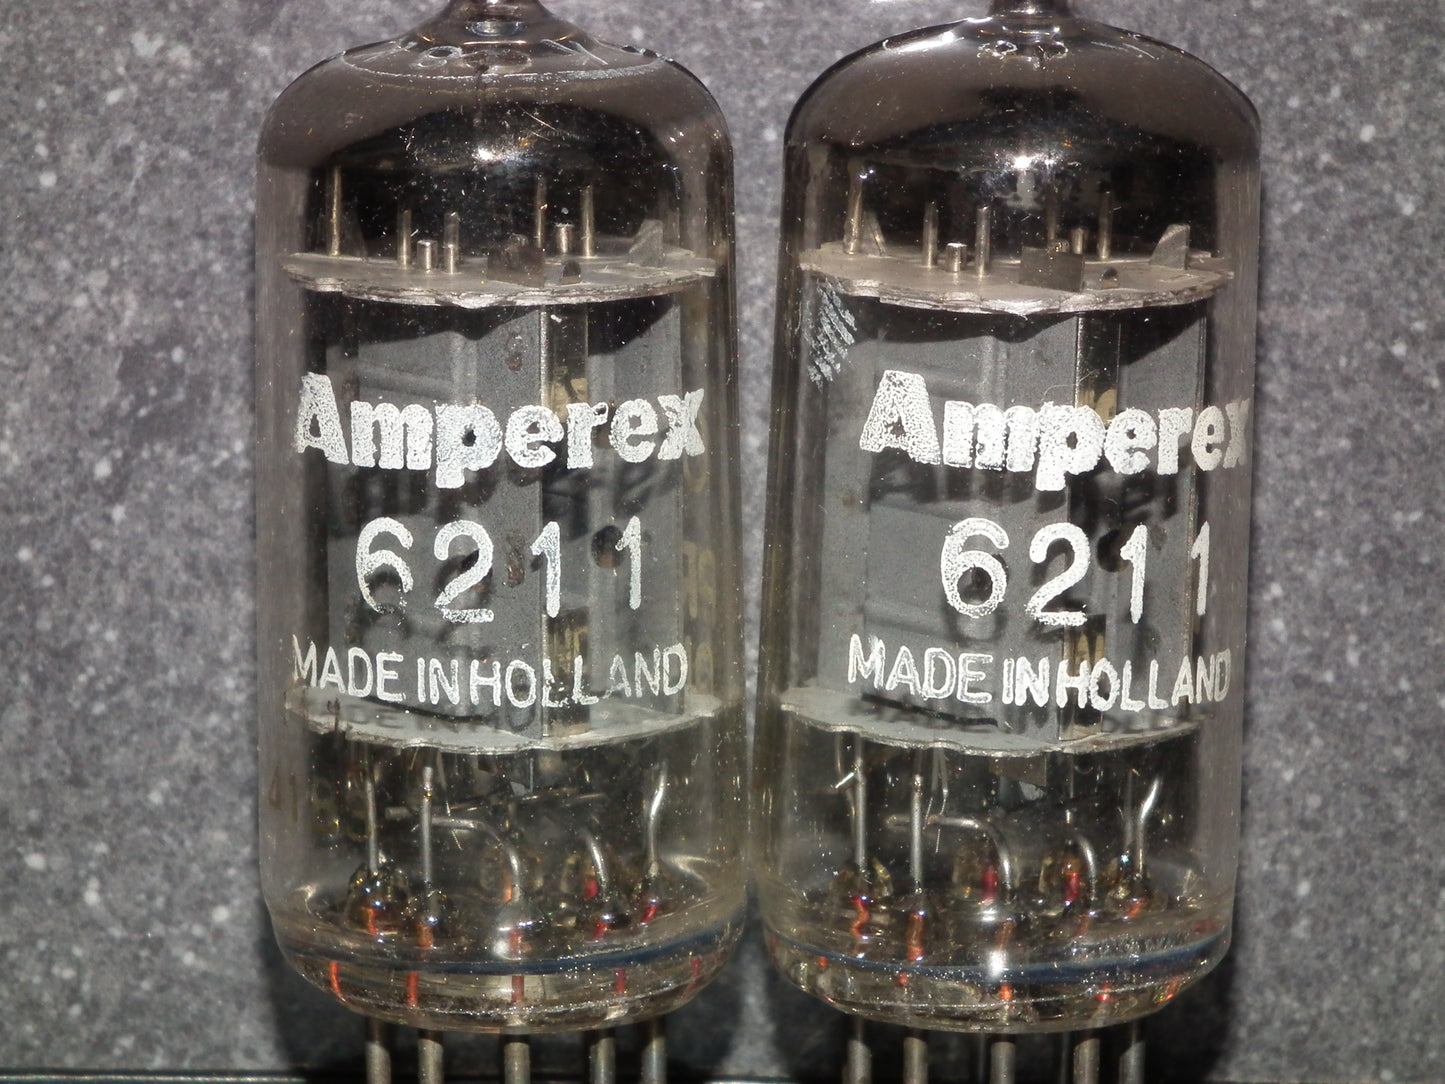 Amperex
6211
MADE IN HOLLAND
Amperex
6211
MADE IN HOLLAND